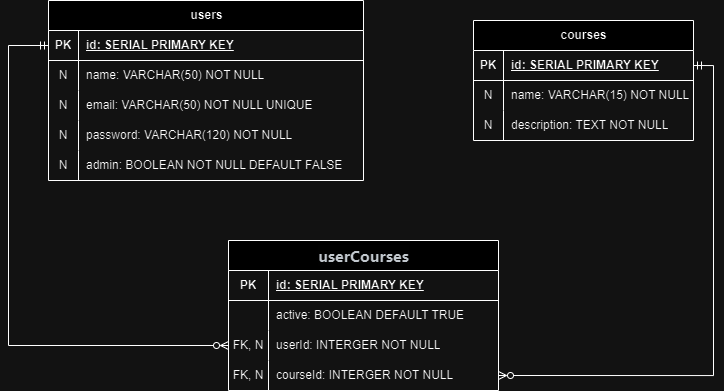 users
PK id: SERIAL PRIMARY KEY
N name: VARCHAR(50) NOT NULL
N email: VARCHAR(50) NOT NULL UNIQUE
N password: VARCHAR(120) NOT NULL
N admin: BOOLEAN NOT NULL DEFAULT FALSE
courses
PK id: SERIAL PRIMARY KEY
N name: VARCHAR(15) NOT NULL
N description: TEXT NOT NULL
userCourses
PK id: SERIAL PRIMARY KEY
active: BOOLEAN DEFAULT TRUE
FK, N userId: INTERGER NOT NULL
FK, N courseId: INTERGER NOT NULL